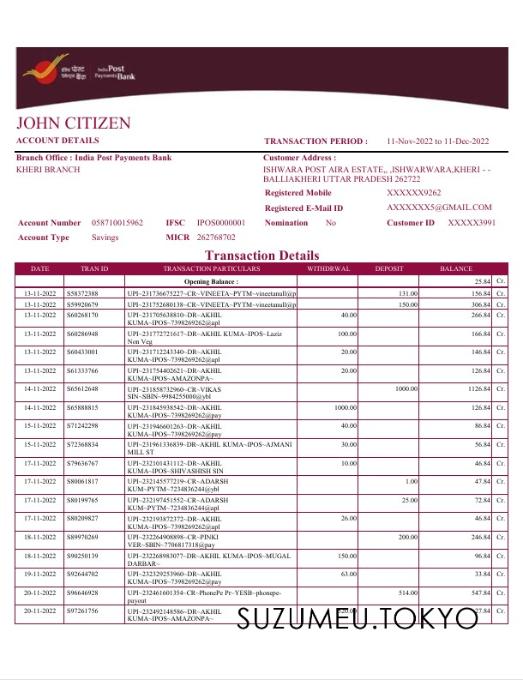 इंडिया पोस्ट
पेमेंट्स बैंक
India Post
Payments Bank
JOHN CITIZEN
ACCOUNT DETAILS
TRANSACTION PERIOD : 11-Nov-2022 to 11-Dec-2022
Branch Office : India Post Payments Bank
KHERI BRANCH
Customer Address :
ISHWARA POST AIRA ESTATE,, ,ISHWARWARA,KHERI - -
BALLIAKHERI UTTAR PRADESH 262722
Registered Mobile XXXXXX9262
Registered E-Mail ID AXXXXXX5@GMAIL.COM
Account Number 058710015962 IFSC IPOS0000001 Nomination No Customer ID XXXXX3991
Account Type Savings MICR 262768702
Transaction Details
DATE TRAN ID TRANSACTION PARTICULARS WITHDRWAL DEPOSIT BALANCE
Opening Balance : 25.84 Cr.
13-11-2022 S58372388 UPI~231736675227~CR~VINEETA~PYTM~vineetanull@p 131.00 156.84 Cr.
13-11-2022 S59920679 UPI~231752680138~CR~VINEETA~PYTM~vineetanull@p 150.00 306.84 Cr.
13-11-2022 S60268170 UPI~231705638810~DR~AKHIL 40.00 266.84 Cr.
KUMA~IPOS~7398269262@apl
13-11-2022 S60286948 UPI~231772721617~DR~AKHIL KUMA~IPOS~Laziz 100.00 166.84 Cr.
Non Veg
13-11-2022 S60433001 UPI~231712243340~DR~AKHIL 20.00 146.84 Cr.
KUMA~IPOS~7398269262@apl
13-11-2022 S61333766 UPI~231754402621~DR~AKHIL 20.00 126.84 Cr.
KUMA~IPOS~AMAZONPA~
14-11-2022 S65612648 UPI~231858732960~CR~VIKAS 1000.00 1126.84 Cr.
SIN~SBIN~9984255000@ybl
14-11-2022 S65888815 UPI~231845938542~DR~AKHIL 1000.00 126.84 Cr.
KUMA~IPOS~7398269262@pay
15-11-2022 S71242298 UPI~231946601263~DR~AKHIL 40.00 86.84 Cr.
KUMA~IPOS~7398269262@pay
15-11-2022 S72368834 UPI~231961336839~DR~AKHIL KUMA~IPOS~AJMANI 30.00 56.84 Cr.
MILL ST
17-11-2022 S79636767 UPI~232101431112~DR~AKHIL 10.00 46.84 Cr.
KUMA~IPOS~SHIVASHISH SIN
17-11-2022 S80061817 UPI~232145577219~CR~ADARSH 1.00 47.84 Cr.
KUM~PYTM~7234836244@ybl
17-11-2022 S80199765 UPI~232197451552~CR~ADARSH 25.00 72.84 Cr.
KUM~PYTM~7234836244@apl
17-11-2022 S80209827 UPI~232193872372~DR~AKHIL 26.00 46.84 Cr.
KUMA~IPOS~7398269262@apl
18-11-2022 S89970269 UPI~232264908898~CR~PINKI 200.00 246.84 Cr.
VER~SBIN~7706817318@pay
18-11-2022 S90250139 UPI~232268983077~DR~AKHIL KUMA~IPOS~MUGAL 150.00 96.84 Cr.
DARBAR~
19-11-2022 S92644702 UPI~232329253960~DR~AKHIL 63.00 33.84 Cr.
KUMA~IPOS~7398269262@pay
20-11-2022 S96646928 UPI~232461601354~CR~PhonePe Pr~YESB~phonepe- 514.00 547.84 Cr.
payout
20-11-2022 S97261756 UPI~232492148586~DR~AKHIL Cr.
KUMA~IPOS~AMAZONPA~
SUZUMEU.TOKYO